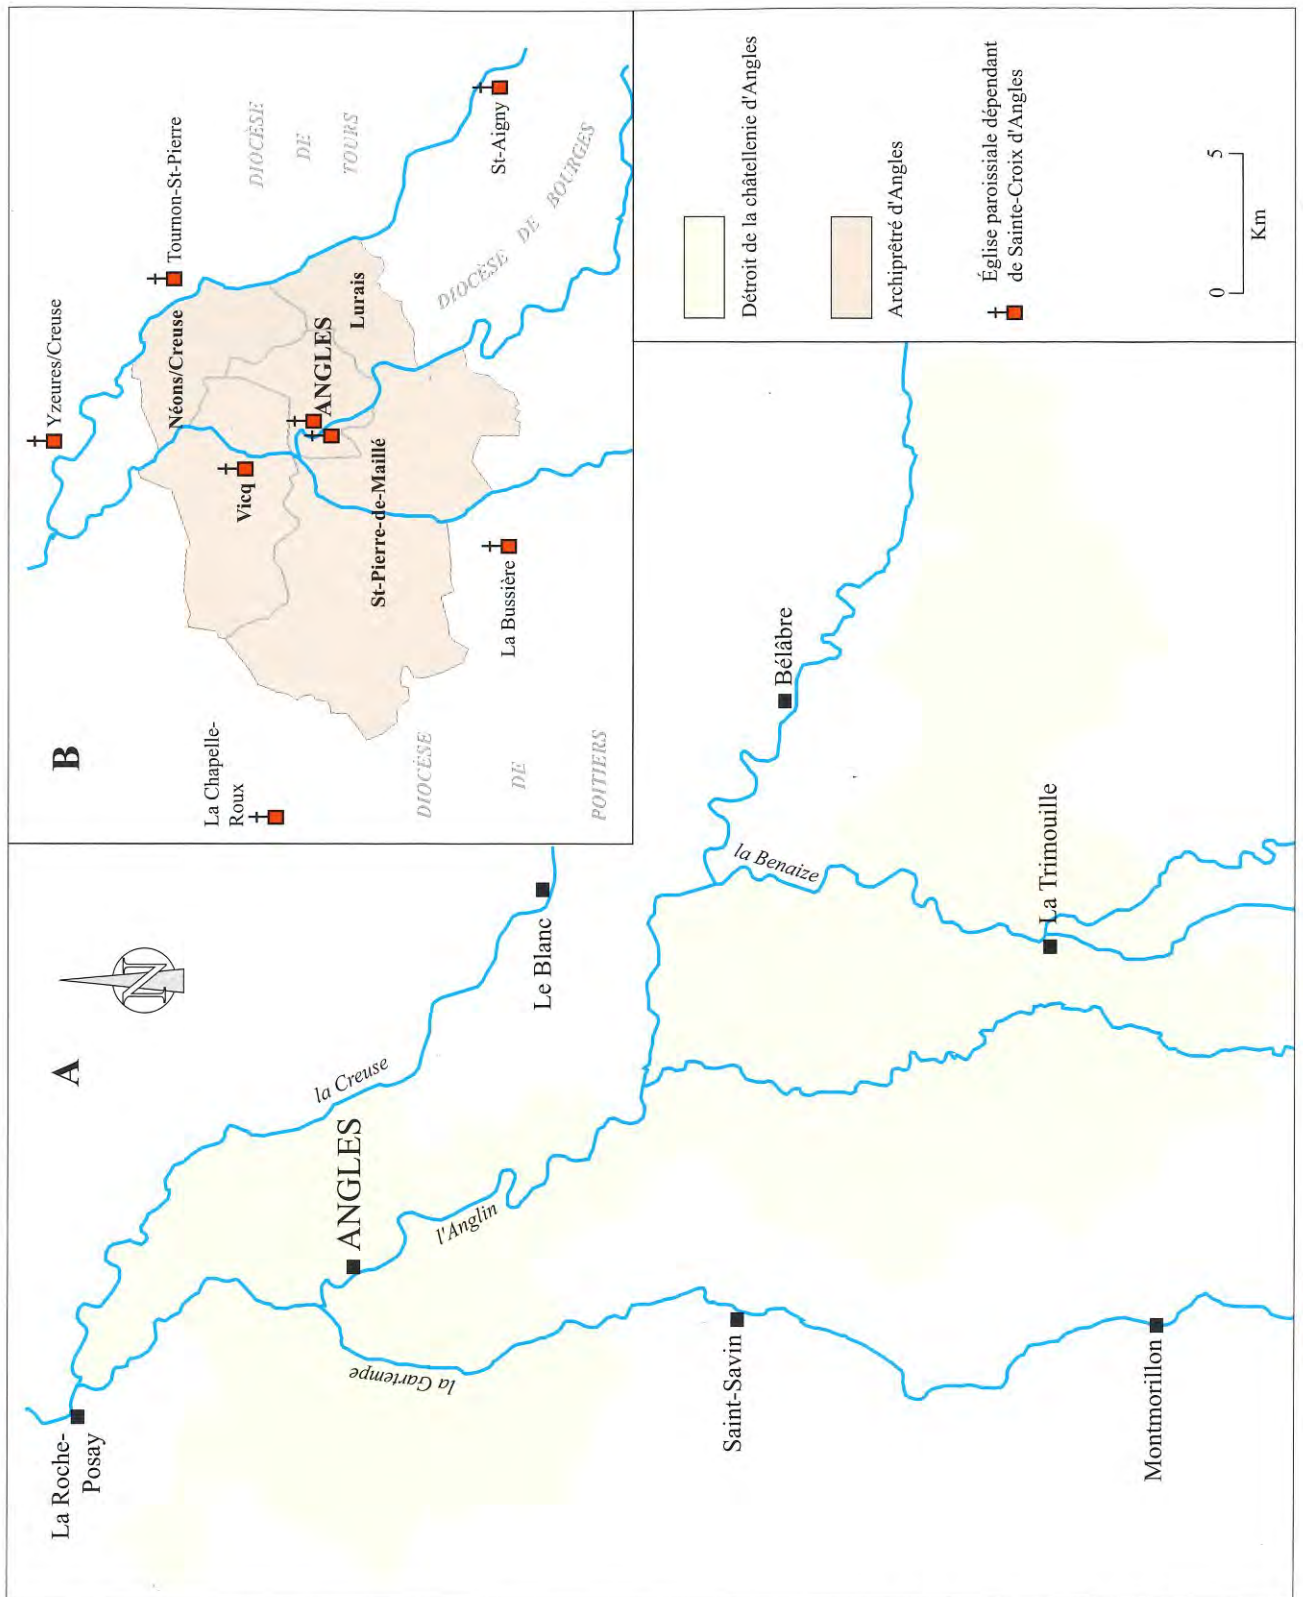 A
N
La Roche-
Posay
la Creuse
ANGLES
l'Anglin
la Gartempe
Le Blanc
Saint-Savin
la Benaize
Bélâbre
La Trimouille
Montmorillon
B
Yzeures/Creuse
Tournon-St-Pierre
DIOCÈSE
DE
TOURS
Néons/Creuse
Vicq
ANGLES
Lurais
St-Aigny
DIOCÈSE DE BOURGES
St-Pierre-de-Maillé
La Chapelle-
Roux
La Bussière
DIOCÈSE
DE
POITIERS
Détroit de la châtellenie d'Angles
Archiprêtré d'Angles
Église paroissiale dépendant
de Sainte-Croix d'Angles
0 5
Km